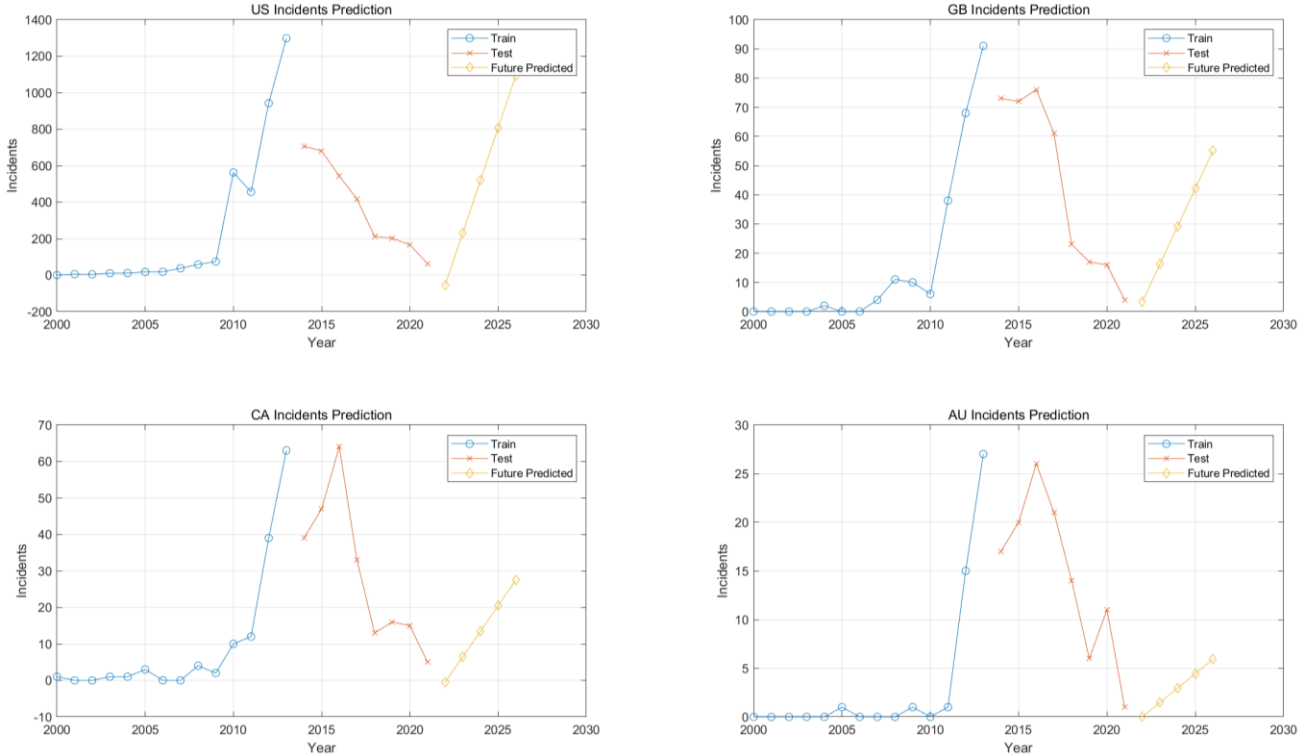 US Incidents Prediction
1400
1200
1000
800
600
400
200
0
-200
Incidents
2000 2005 2010 2015 2020 2025 2030
Year
Train
Test
Future Predicted
GB Incidents Prediction
100
90
80
70
60
50
40
30
20
10
0
Incidents
2000 2005 2010 2015 2020 2025 2030
Year
Train
Test
Future Predicted
CA Incidents Prediction
70
60
50
40
30
20
10
0
-10
Incidents
2000 2005 2010 2015 2020 2025 2030
Year
Train
Test
Future Predicted
AU Incidents Prediction
30
25
20
15
10
5
0
Incidents
2000 2005 2010 2015 2020 2025 2030
Year
Train
Test
Future Predicted